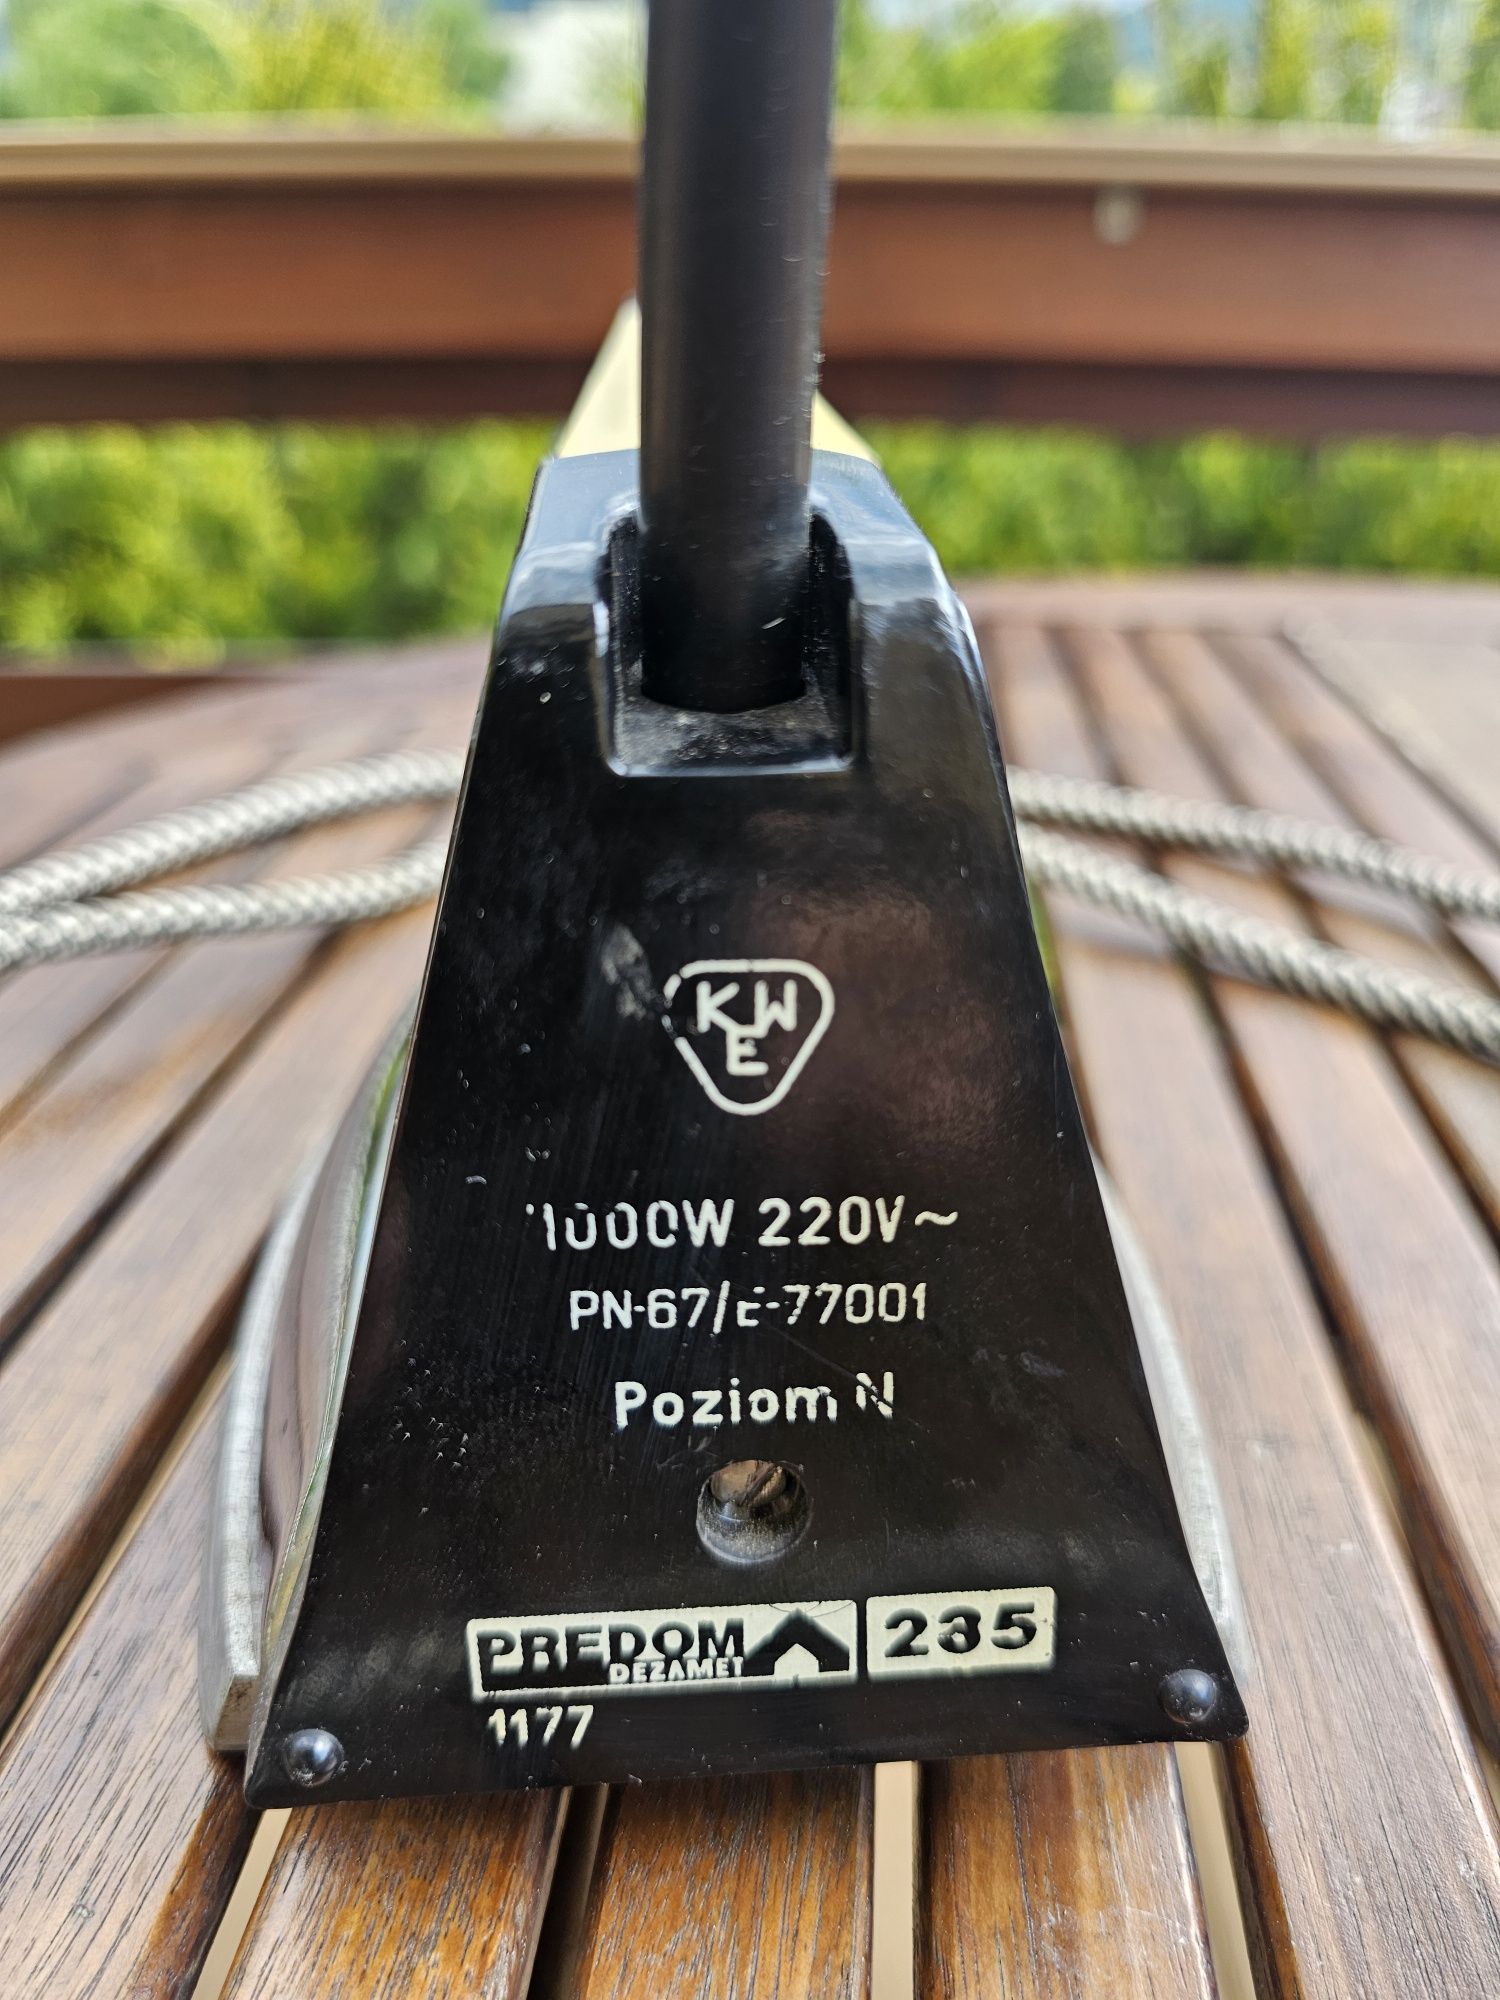 KWE
1000W 220V~
PN-67/E-77001
Poziom N
PREDOM 235
DEZAMET
1177